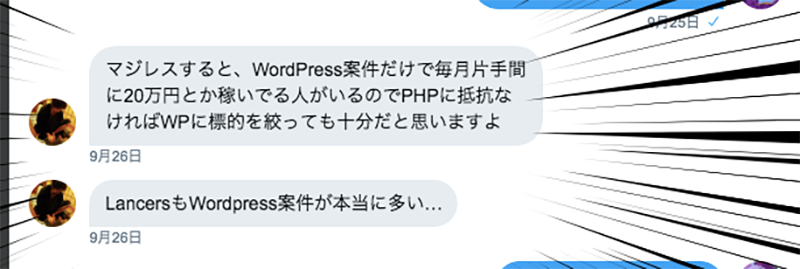 9月25日
マジレスすると、WordPress案件だけで毎月片手間
に20万円とか稼いでる人がいるのでPHPに抵抗な
ければWPに標的を絞っても十分だと思いますよ
9月26日
LancersもWordpress案件が本当に多い…
9月26日